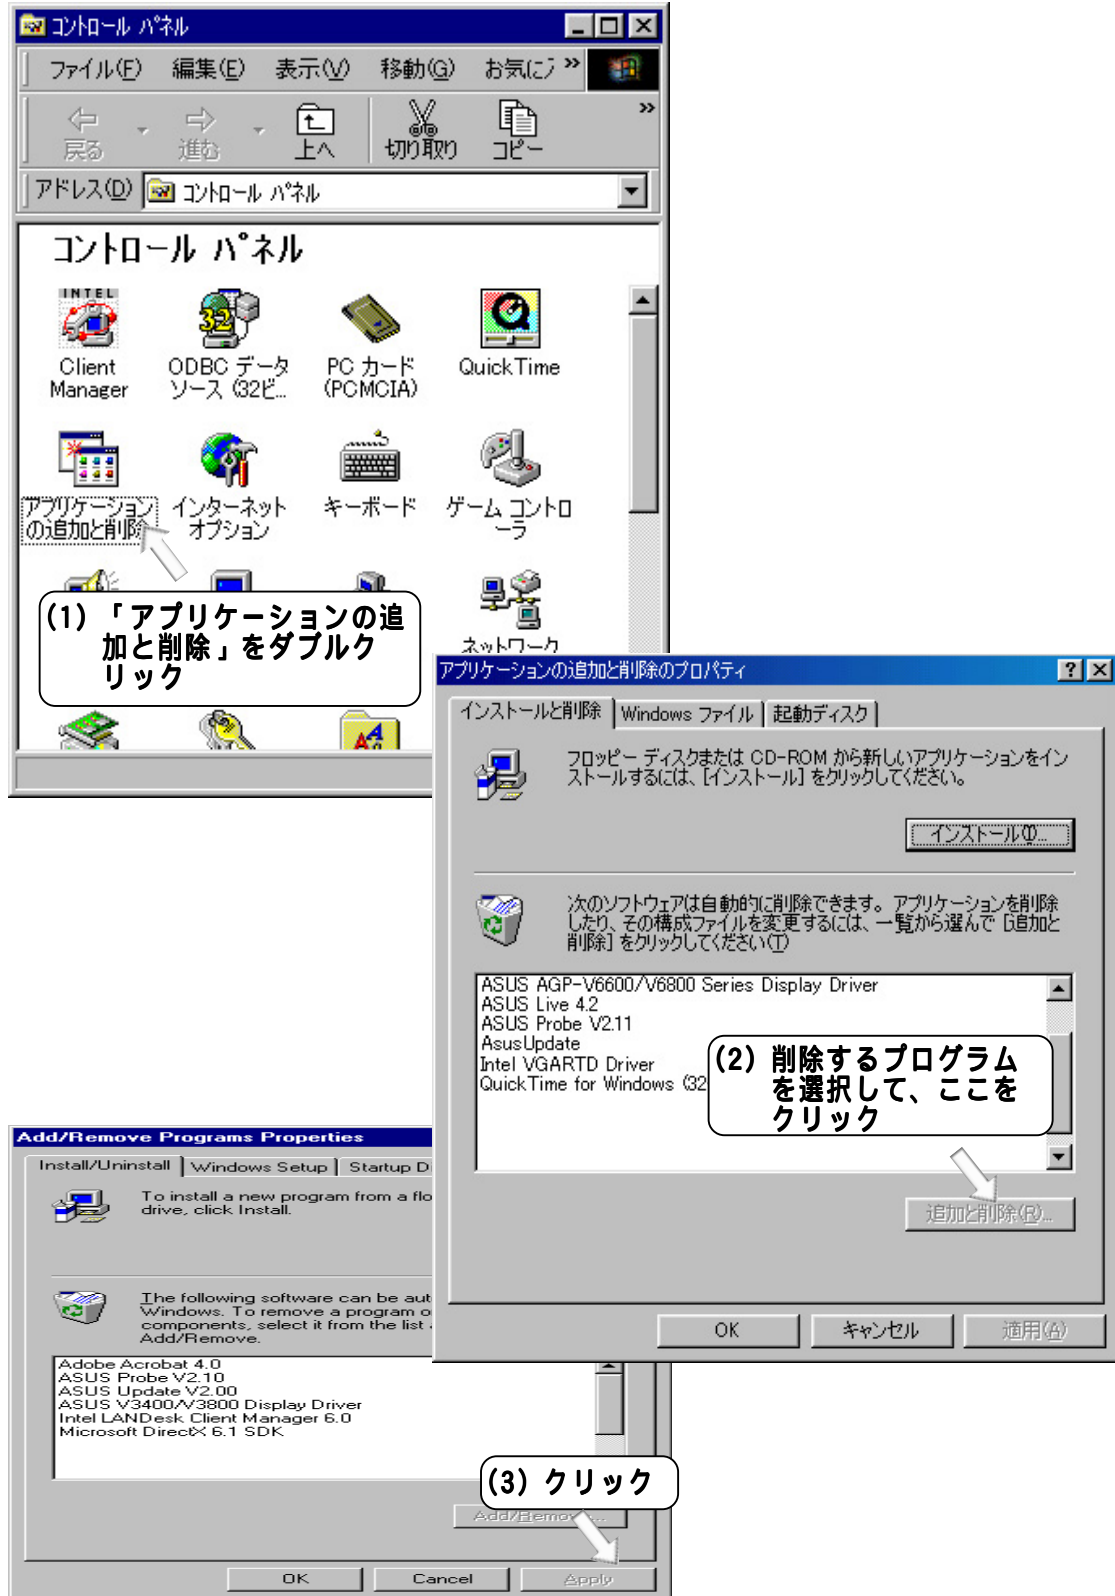 コントロール パネル
ファイル(F) 編集(E) 表示(V) 移動(G) お気に »
戻る 進む 上へ 切り取り コピー »
アドレス(D) コントロール パネル
コントロール パネル
INTEL
32
Client
Manager
ODBC データ
ソース (32ビ...
PC カード
(PCMCIA)
QuickTime
アプリケーション
の追加と削除
インターネット
オプション
キーボード
ゲーム コントロ
ーラ
ネットワーク
(1) 「アプリケーションの追
加と削除」をダブルク
リック
アプリケーションの追加と削除のプロパティ
インストールと削除 Windows ファイル 起動ディスク
フロッピー ディスクまたは CD-ROM から新しいアプリケーションをイン
ストールするには、[インストール] をクリックしてください。
インストール(I)...
次のソフトウェアは自動的に削除できます。アプリケーションを削除
したり、その構成ファイルを変更するには、一覧から選んで [追加と
削除] をクリックしてください(T)
ASUS AGP-V6600/V6800 Series Display Driver
ASUS Live 4.2
ASUS Probe V2.11
AsusUpdate
Intel VGARTD Driver
QuickTime for Windows (32
(2) 削除するプログラム
を選択して、ここを
クリック
追加と削除(R)...
OK キャンセル 適用(A)
Add/Remove Programs Properties
Install/Uninstall Windows Setup Startup D
To install a new program from a flo
drive, click Install.
The following software can be aut
Windows. To remove a program o
components, select it from the list
Add/Remove.
Adobe Acrobat 4.0
ASUS Probe V2.10
ASUS Update V2.00
ASUS V3400/V3800 Display Driver
Intel LANDesk Client Manager 6.0
Microsoft DirectX 6.1 SDK
(3) クリック
Add/Remove...
OK Cancel Apply